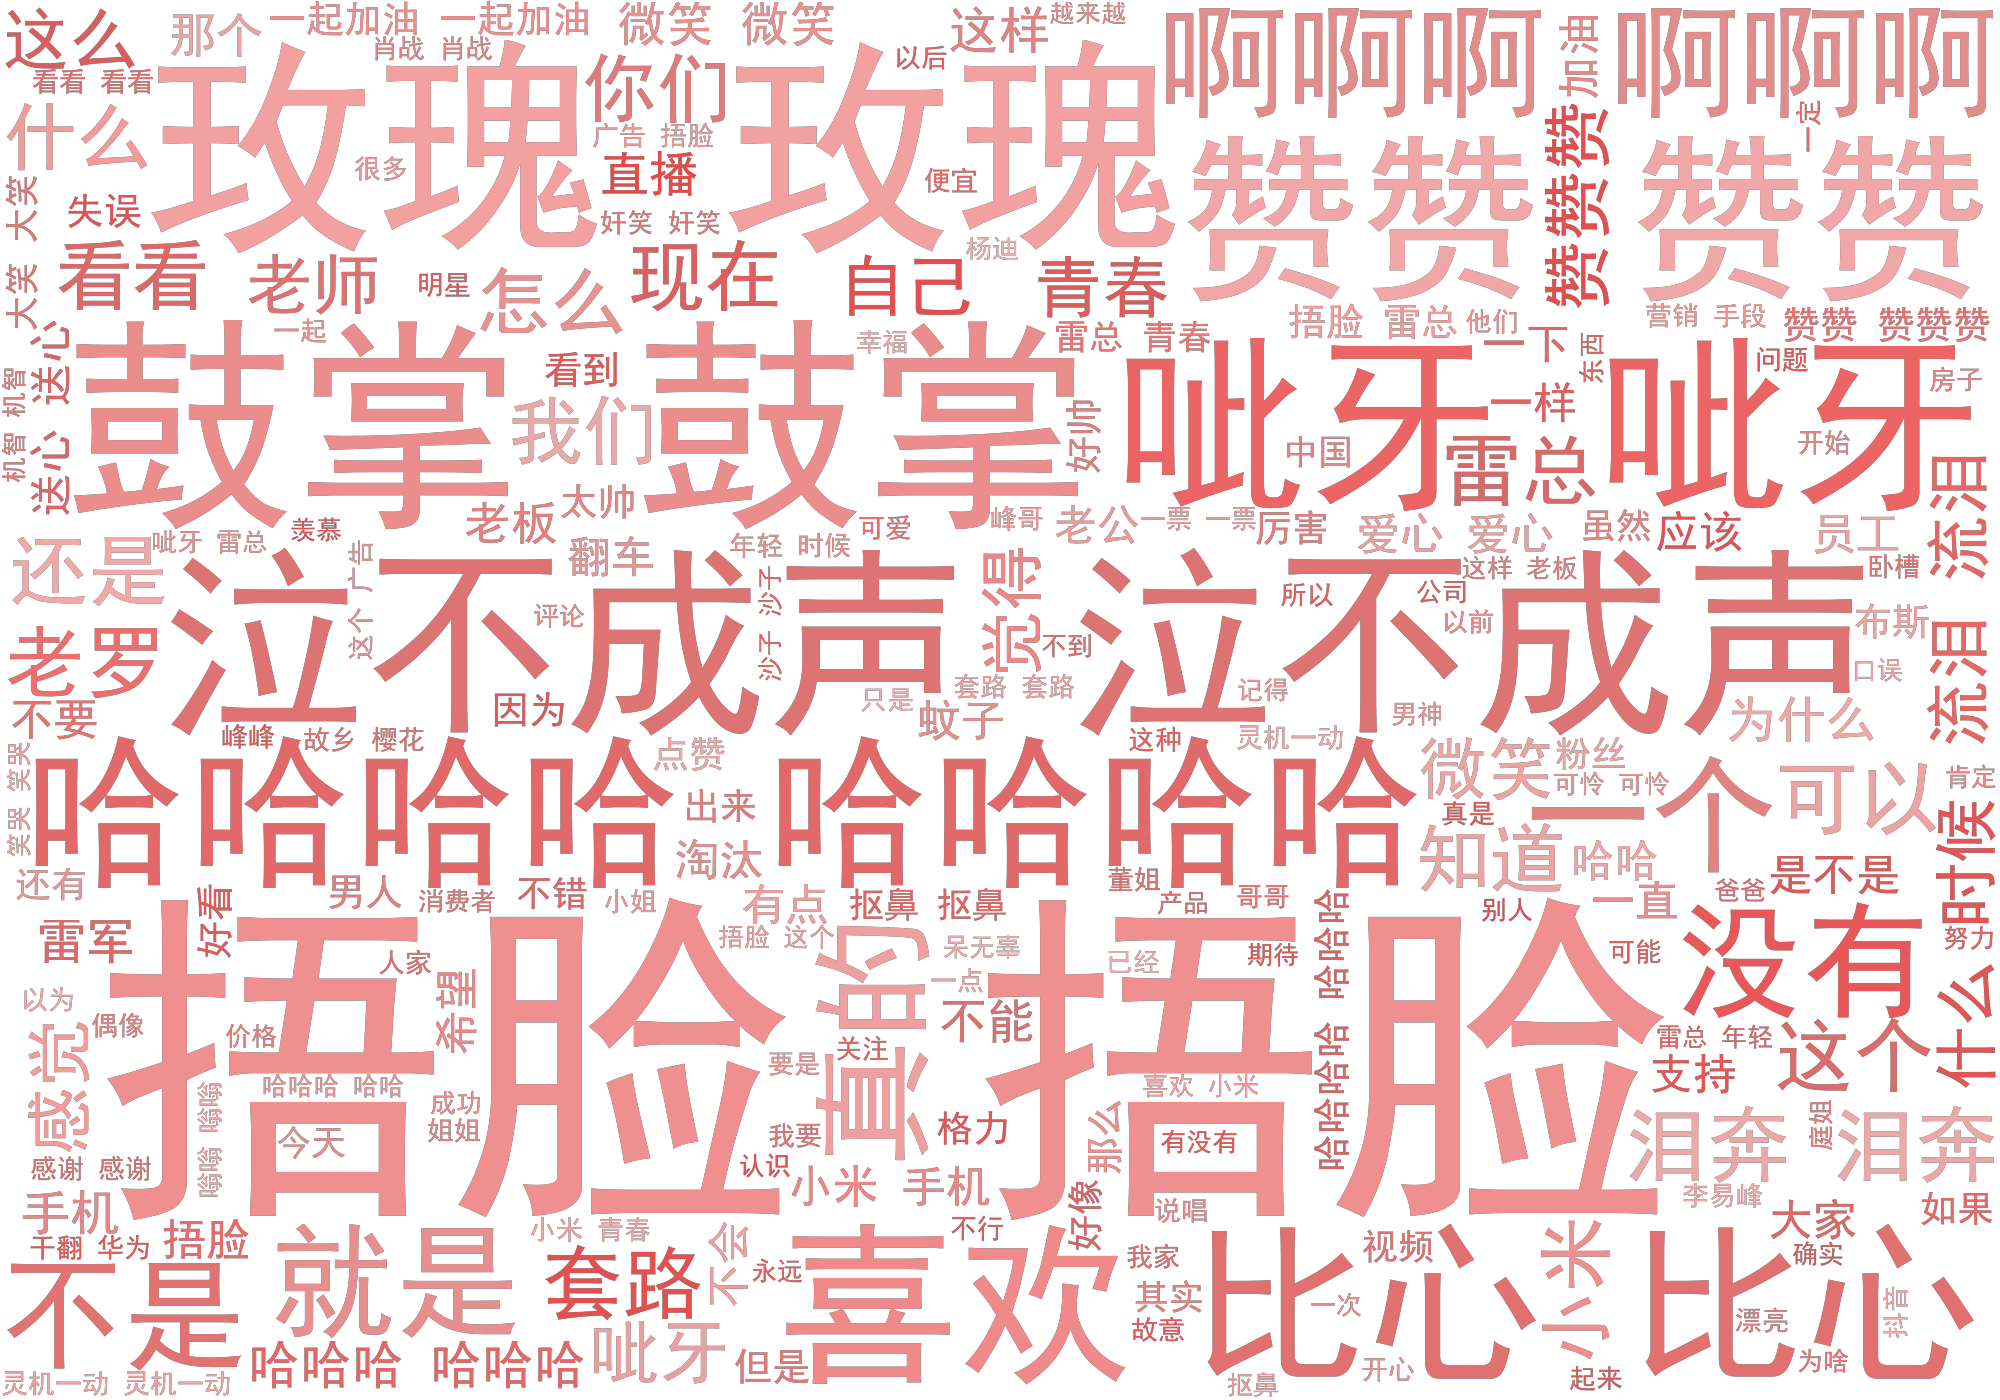 这么 那个 一起加油 一起加油 微笑 微笑 这样 越来越 啊啊啊 加油 啊啊啊
看看 看看 肖战 肖战 以后
什么 玫瑰 你们 玫瑰 一定
广告 捂脸 赞赞 赞赞赞 赞赞
很多 直播 便宜
大笑 失误 奸笑 奸笑 杨迪
看看 老师 明星 怎么 现在 自己 青春
大笑 一起 幸福 雷总 青春 捂脸 雷总 他们 营销 手段 赞赞 赞赞赞
送心 鼓掌 看到 鼓掌 呲牙 一下 东西 呲牙 问题
机智 机智 我们 好帅 一样 房子
送心 中国 雷总 开始
老板 太帅 流泪
呲牙 雷总 羡慕 可爱 峰哥 老公 一票 一票 厉害 爱心 爱心 虽然 应该 员工
还是 广告 翻车 年轻 时候 这样 老板 卧槽
泣不成声 沙子 觉得 泣不成声 所以 公司
老罗 这个 评论 沙子 不到 以前 布斯 流泪
只是 套路 套路 记得 口误
不要 因为 蚊子 男神 为什么
峰峰 故乡 樱花 这种 灵机一动
笑哭 哈哈哈哈 点赞 哈哈哈哈 微笑 粉丝 可以 肯定
出来 一个 可怜 可怜
笑哭 淘汰 真是 知道 哈哈 时候
还有 男人 消费者 不错 小姐 有点 抠鼻 抠鼻 董姐 产品 哥哥 哈哈哈 别人 一直 爸爸 是不是
雷军 好看 人家 捂脸 这个 呆无辜 没有 努力
捂脸 真的 一点 已经 期待 捂脸 可能
以为 希望 什么
偶像 价格 关注 不能 哈哈哈哈 雷总 年轻 这个
感觉 嗡嗡 哈哈哈 哈哈 要是 喜欢 小米 支持
成功
今天 姐姐 我要 格力 那么 有没有 泪奔 庭姐 泪奔
感谢 感谢 嗡嗡 认识
手机 小米 手机 说唱 李易峰 如果
干翻 华为 捂脸 小米 青春 不行 好像 大家
不是 就是 套路 不会 永远 喜欢 我家 比心 视频 小米 比心 确实
其实 一次 漂亮 抖音
哈哈哈 哈哈哈 呲牙 但是 故意 为啥
灵机一动 灵机一动 抠鼻 开心 起来